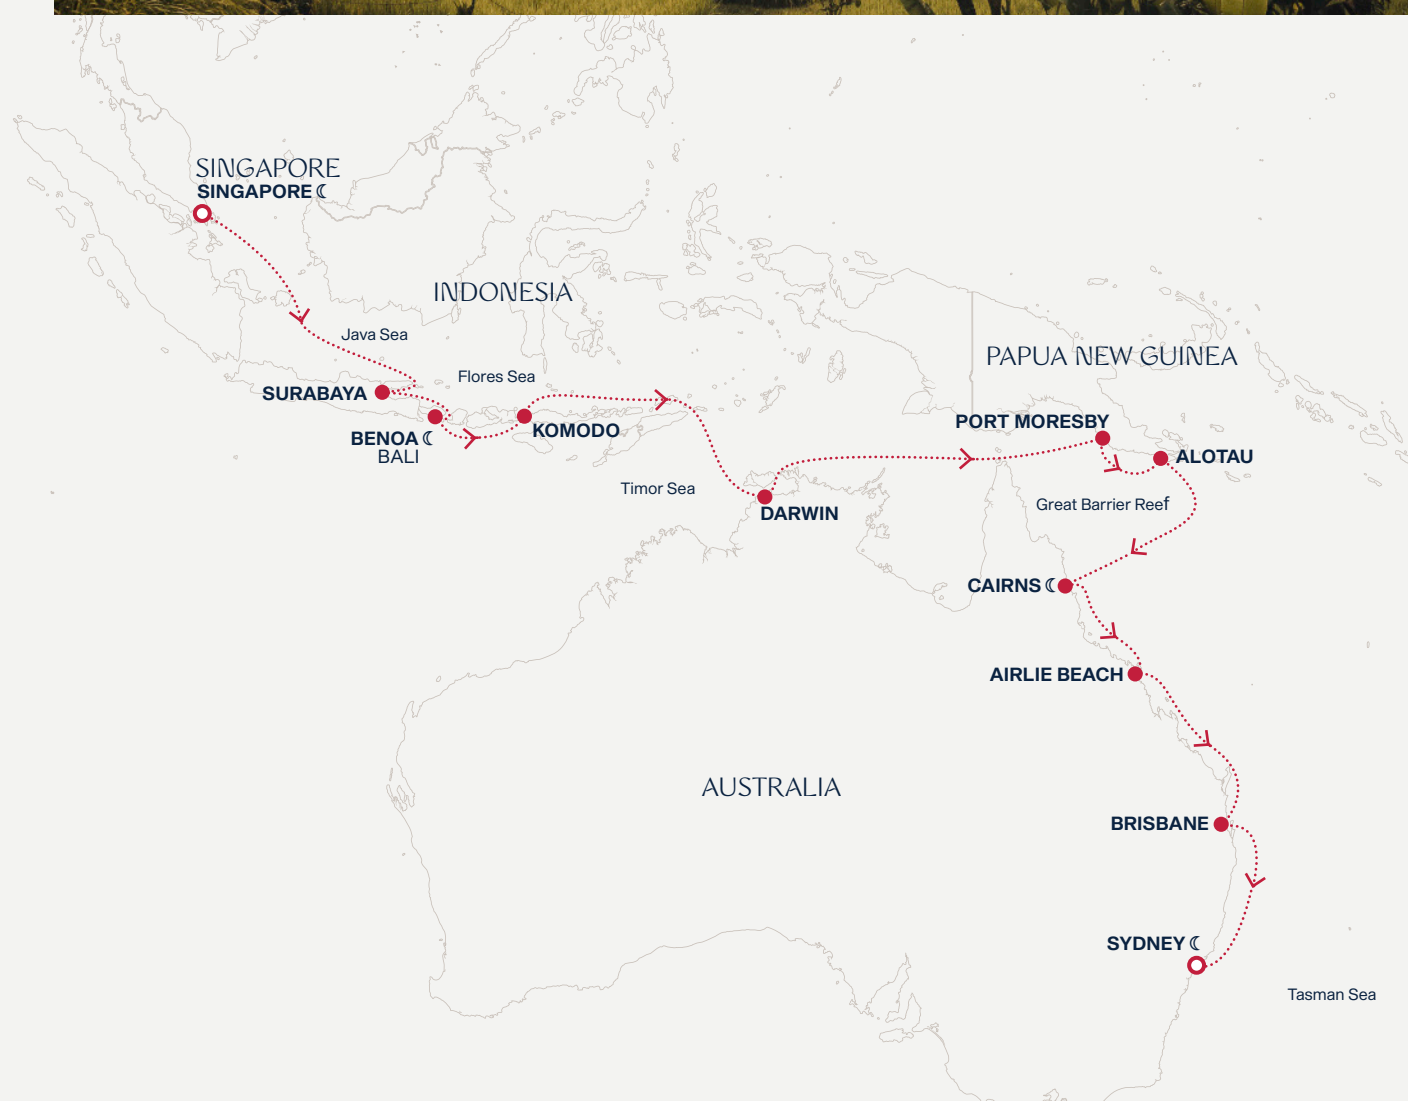 SINGAPORE
SINGAPORE
INDONESIA
Java Sea
PAPUA NEW GUINEA
Flores Sea
SURABAYA
PORT MORESBY
KOMODO
BENOA
BALI
ALOTAU
Timor Sea
Great Barrier Reef
DARWIN
CAIRNS
AIRLIE BEACH
AUSTRALIA
BRISBANE
SYDNEY
Tasman Sea